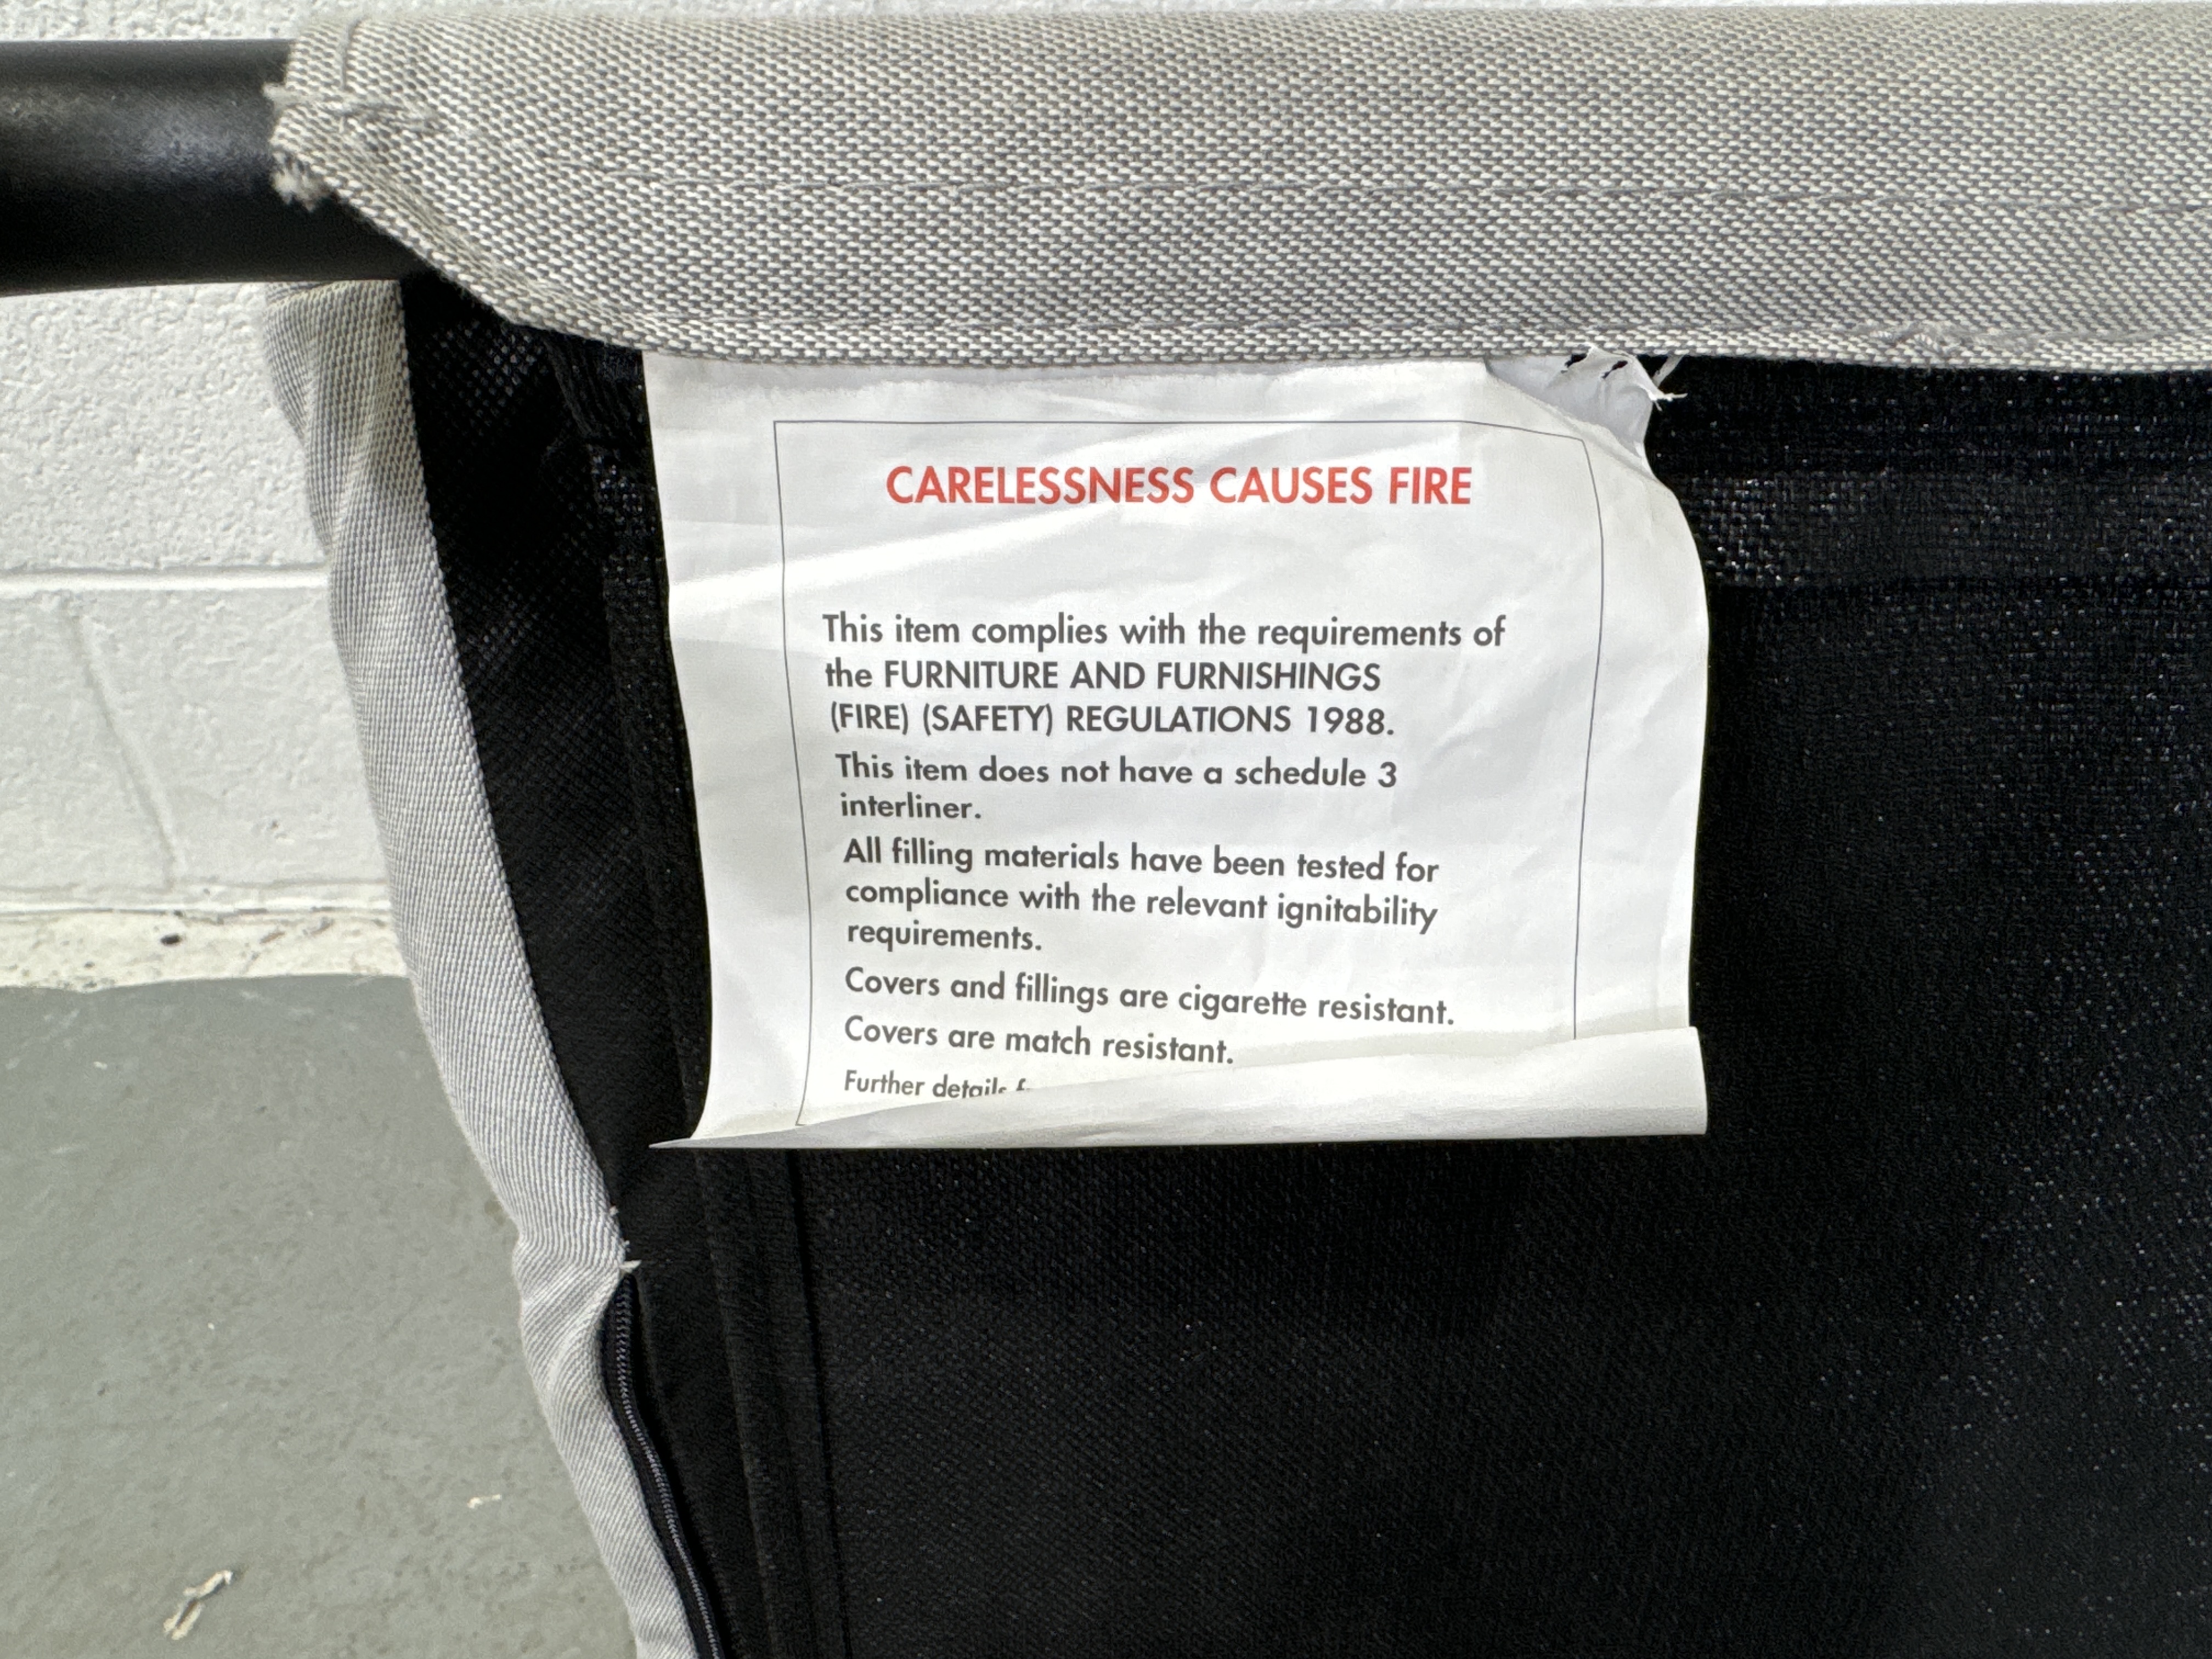 CARELESSNESS CAUSES FIRE
This item complies with the requirements of
the FURNITURE AND FURNISHINGS
(FIRE) (SAFETY) REGULATIONS 1988.
This item does not have a schedule 3
interliner.
All filling materials have been tested for
compliance with the relevant ignitability
requirements.
Covers and fillings are cigarette resistant.
Covers are match resistant.
Further details